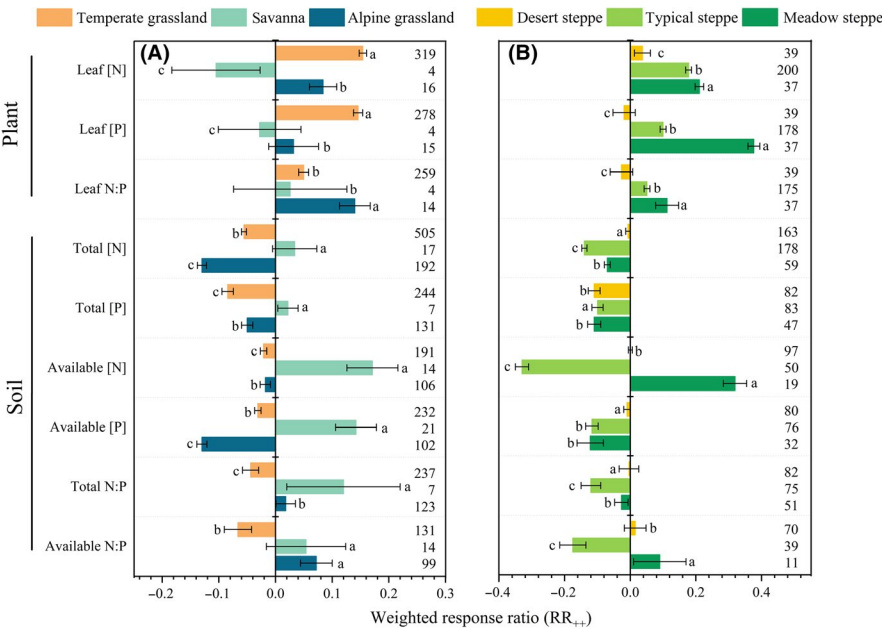 Temperate grassland Savanna Alpine grassland Desert steppe Typical steppe Meadow steppe
(A) (B)
Plant
Leaf [N] a 319 c 39
c 4 b 200
b 16 a 37
Leaf [P] a 278 c 39
c 4 b 178
b 15 a 37
Leaf N:P b 259 c 39
b 4 b 175
a 14 a 37
Soil
Total [N] b 505 a 163
a 17 c 178
c 192 b 59
Total [P] c 244 b 82
a 7 a 83
b 131 b 47
Available [N] c 191 b 97
a 14 c 50
b 106 a 19
Available [P] b 232 a 80
a 21 b 76
c 102 b 32
Total N:P c 237 a 82
a 7 c 75
b 123 b 51
Available N:P b 131 b 70
a 14 c 39
a 99 a 11
−0.2 −0.1 0.0 0.1 0.2 0.3 −0.4 −0.2 0.0 0.2 0.4
Weighted response ratio (RR++)